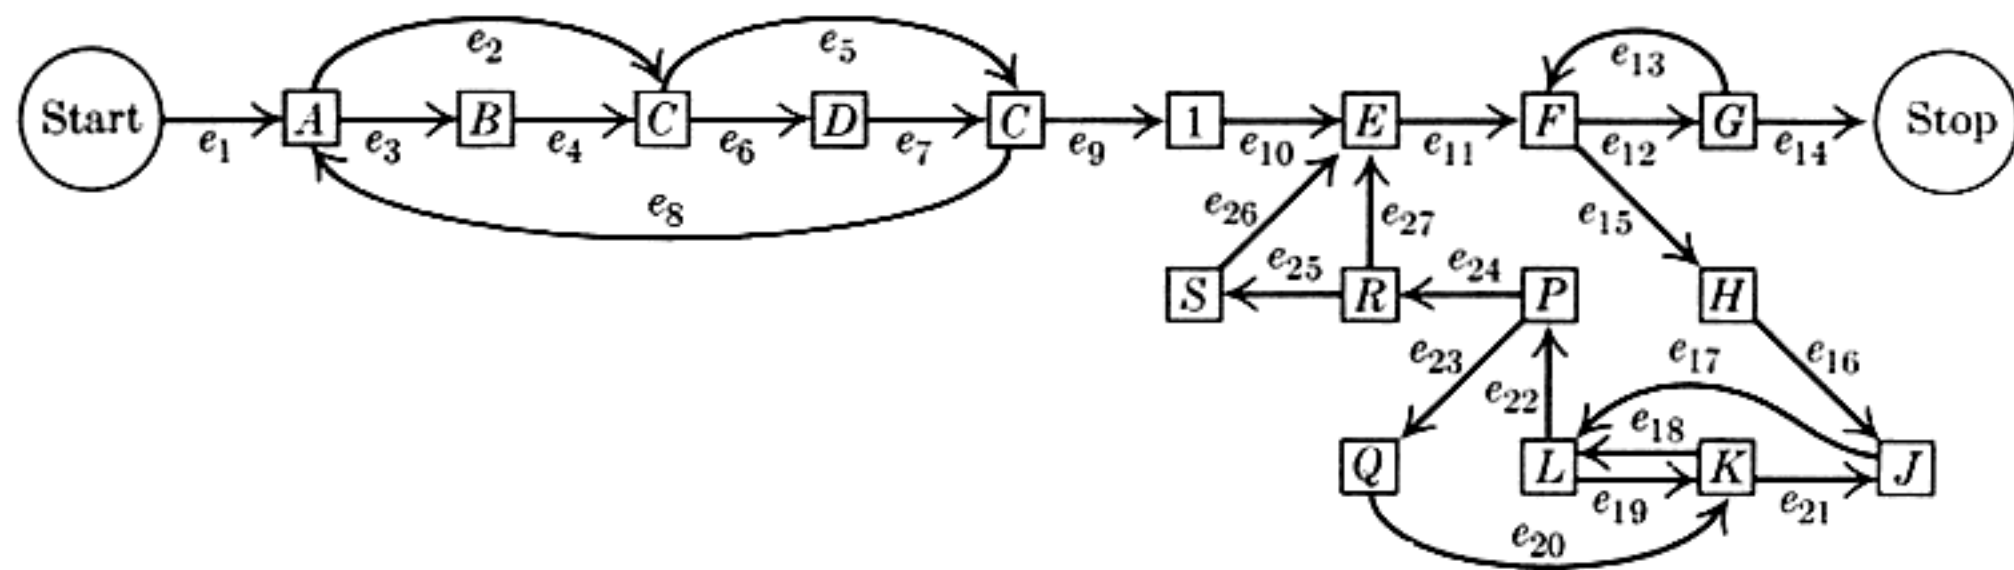 e2 e5 e13
Start A B C D C 1 E F G Stop
e1 e3 e4 e6 e7 e9 e10 e11 e12 e14
e8 e26 e27 e15
S e25 R e24 P H
e23 e22 e17 e16
Q L e18 K J
e19 e21
e20